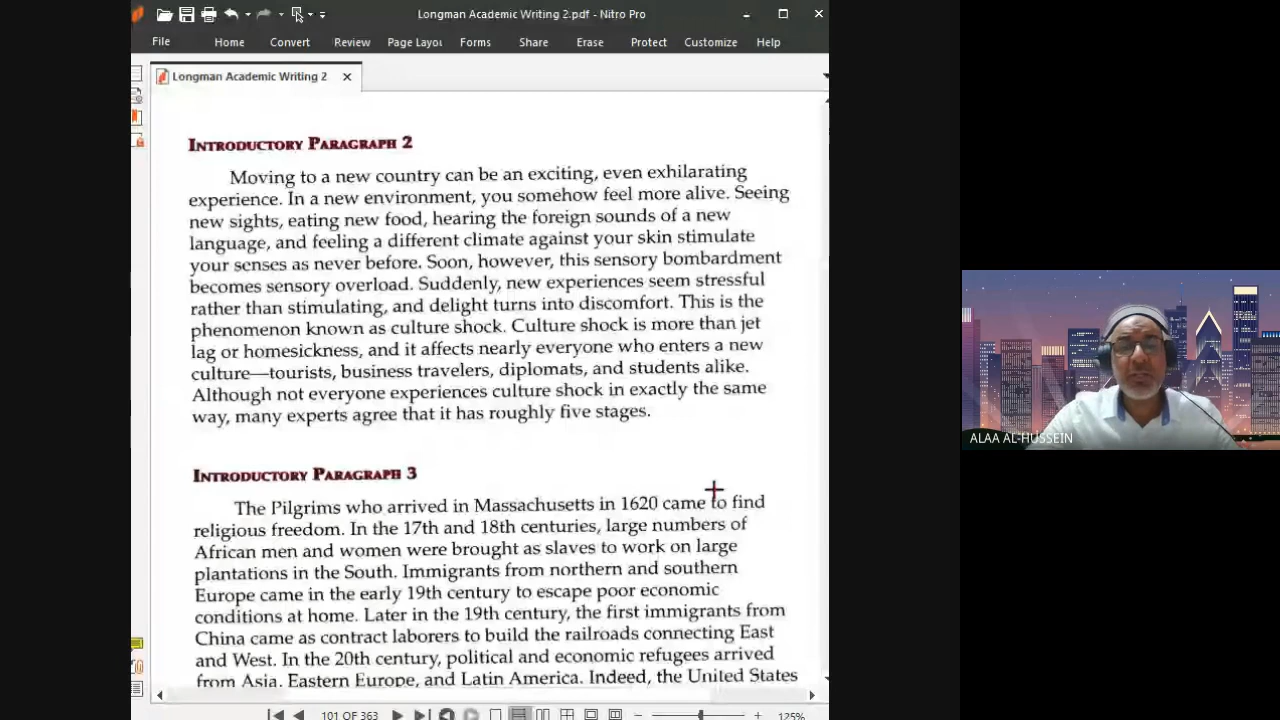 Longman Academic Writing 2.pdf - Nitro Pro
File Home Convert Review Page Layou Forms Share Erase Protect Customize Help
Longman Academic Writing 2
INTRODUCTORY PARAGRAPH 2
Moving to a new country can be an exciting, even exhilarating
experience. In a new environment, you somehow feel more alive. Seeing
new sights, eating new food, hearing the foreign sounds of a new
language, and feeling a different climate against your skin stimulate
your senses as never before. Soon, however, this sensory bombardment
becomes sensory overload. Suddenly, new experiences seem stressful
rather than stimulating, and delight turns into discomfort. This is the
phenomenon known as culture shock. Culture shock is more than jet
lag or homesickness, and it affects nearly everyone who enters a new
culture—tourists, business travelers, diplomats, and students alike.
Although not everyone experiences culture shock in exactly the same
way, many experts agree that it has roughly five stages.
INTRODUCTORY PARAGRAPH 3
The Pilgrims who arrived in Massachusetts in 1620 came to find
religious freedom. In the 17th and 18th centuries, large numbers of
African men and women were brought as slaves to work on large
plantations in the South. Immigrants from northern and southern
Europe came in the early 19th century to escape poor economic
conditions at home. Later in the 19th century, the first immigrants from
China came as contract laborers to build the railroads connecting East
and West. In the 20th century, political and economic refugees arrived
from Asia, Eastern Europe, and Latin America. Indeed, the United States
101 OF 363
125%
ALAA AL-HUSSEIN